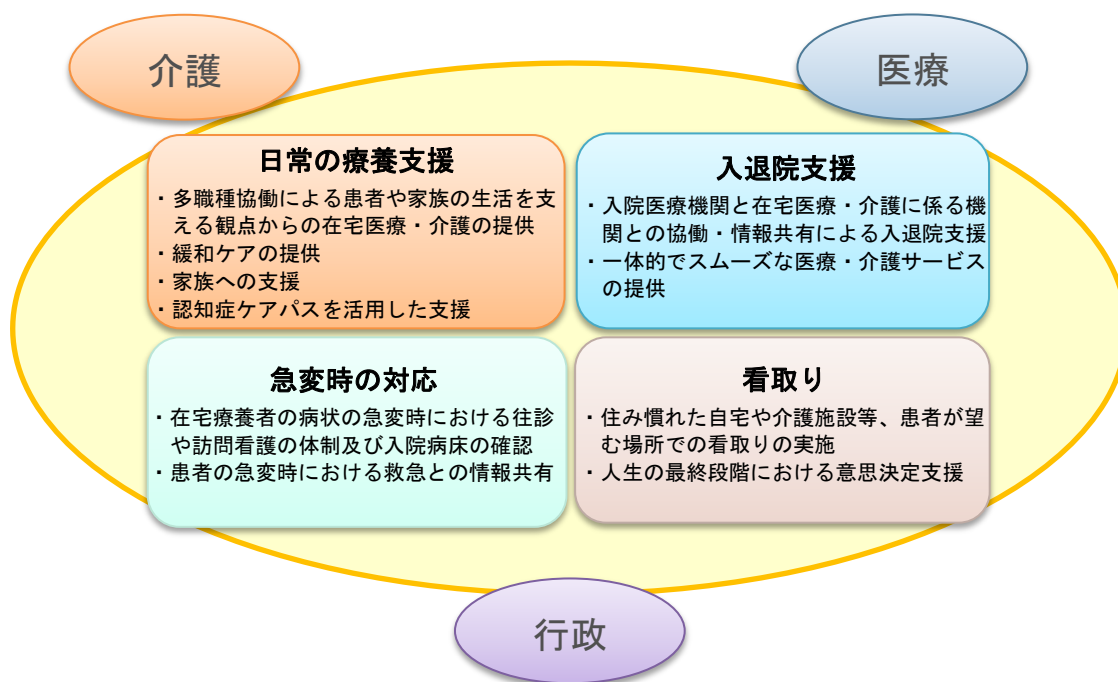 介護
医療
日常の療養支援
・多職種協働による患者や家族の生活を支
える観点からの在宅医療・介護の提供
・緩和ケアの提供
・家族への支援
・認知症ケアパスを活用した支援
入退院支援
・入院医療機関と在宅医療・介護に係る機
関との協働・情報共有による入退院支援
・一体的でスムーズな医療・介護サービス
の提供
急変時の対応
・在宅療養者の病状の急変時における往診
や訪問看護の体制及び入院病床の確認
・患者の急変時における救急との情報共有
看取り
・住み慣れた自宅や介護施設等、患者が望
む場所での看取りの実施
・人生の最終段階における意思決定支援
行政